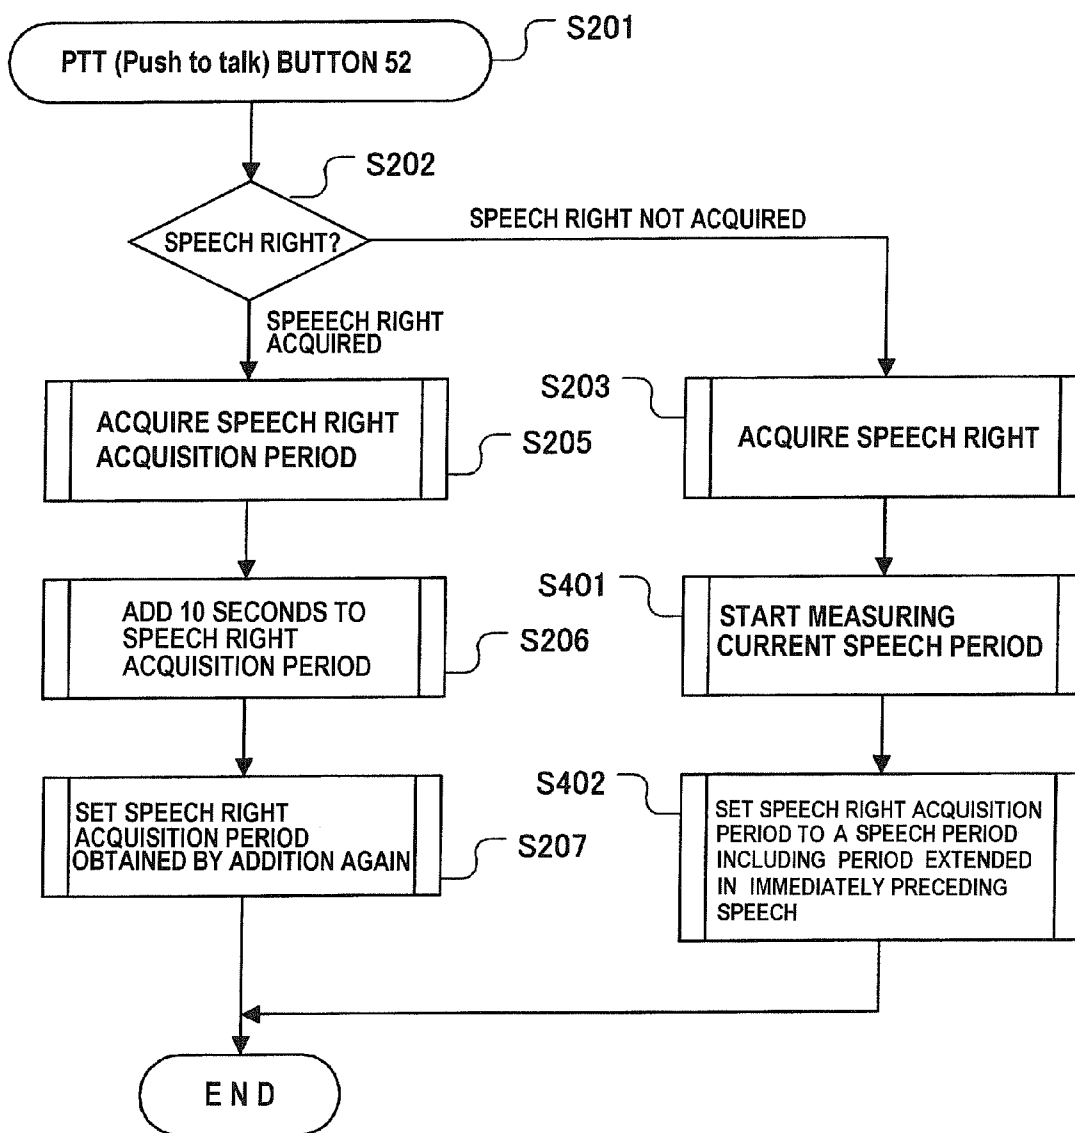 PTT (Push to talk) BUTTON 52
S201
S202
SPEECH RIGHT?
SPEECH RIGHT NOT ACQUIRED
SPEEECH RIGHT
ACQUIRED
ACQUIRE SPEECH RIGHT
ACQUISITION PERIOD
S205
S203
ACQUIRE SPEECH RIGHT
ADD 10 SECONDS TO
SPEECH RIGHT
ACQUISITION PERIOD
S206
S401
START MEASURING
CURRENT SPEECH PERIOD
SET SPEECH RIGHT
ACQUISITION PERIOD
OBTAINED BY ADDITION AGAIN
S207
S402
SET SPEECH RIGHT ACQUISITION
PERIOD TO A SPEECH PERIOD
INCLUDING PERIOD EXTENDED
IN IMMEDIATELY PRECEDING
SPEECH
END